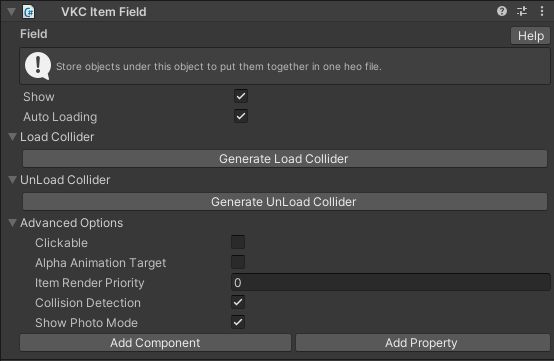 VKC Item Field
Field
Help
Store objects under this object to put them together in one heo file.
Show
Auto Loading
Load Collider
Generate Load Collider
UnLoad Collider
Generate UnLoad Collider
Advanced Options
Clickable
Alpha Animation Target
Item Render Priority
0
Collision Detection
Show Photo Mode
Add Component
Add Property